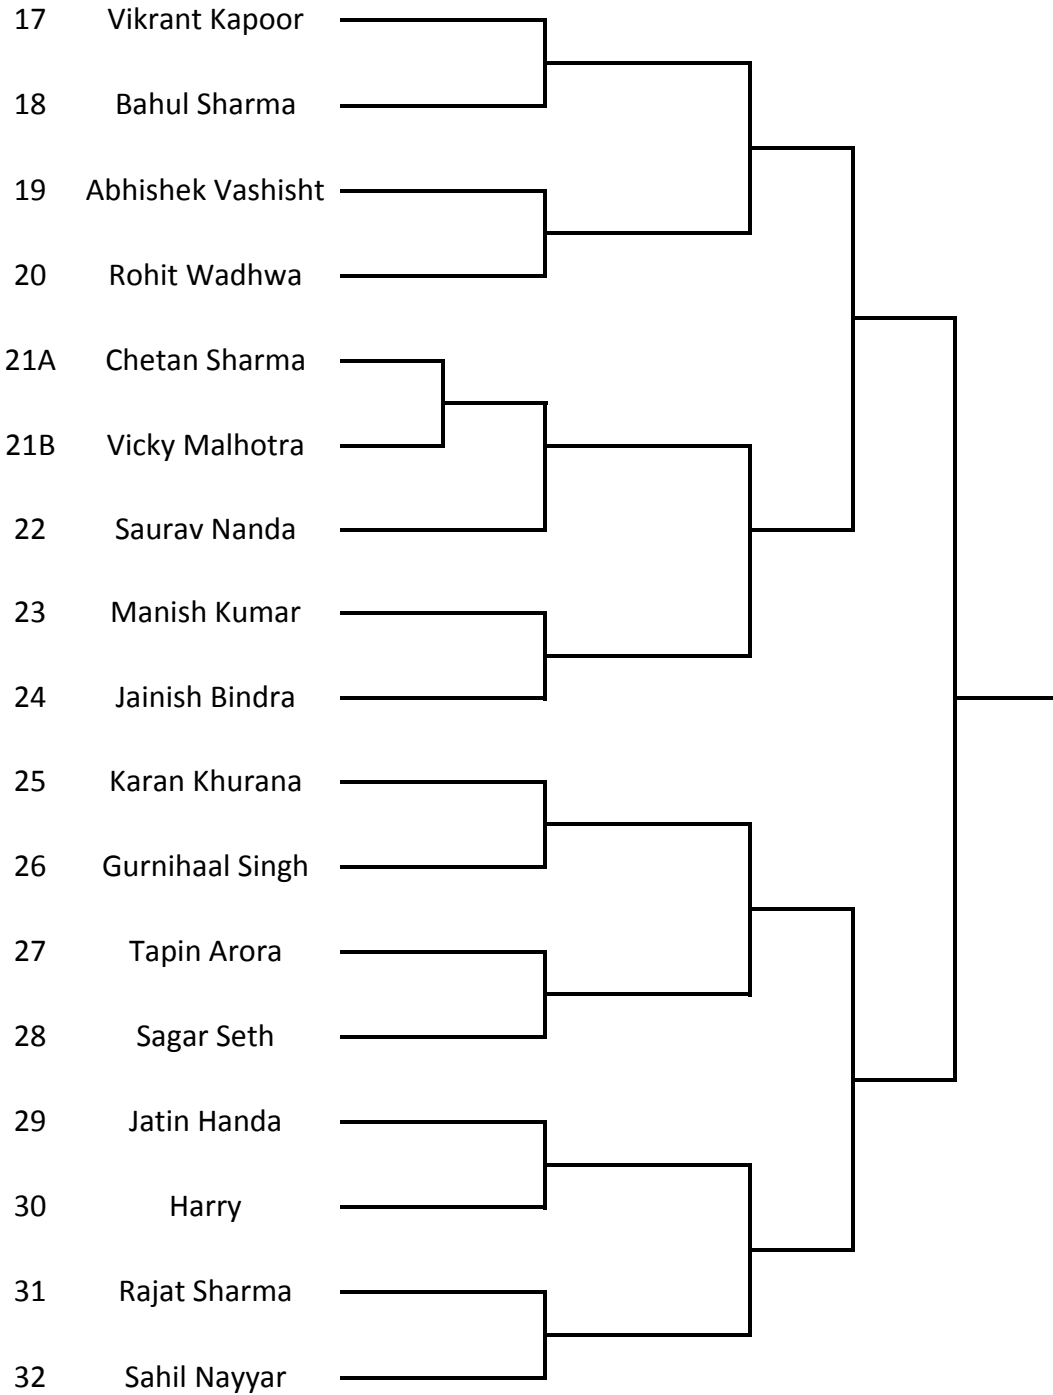 17 Vikrant Kapoor
18 Bahul Sharma
19 Abhishek Vashisht
20 Rohit Wadhwa
21A Chetan Sharma
21B Vicky Malhotra
22 Saurav Nanda
23 Manish Kumar
24 Jainish Bindra
25 Karan Khurana
26 Gurnihaal Singh
27 Tapin Arora
28 Sagar Seth
29 Jatin Handa
30 Harry
31 Rajat Sharma
32 Sahil Nayyar